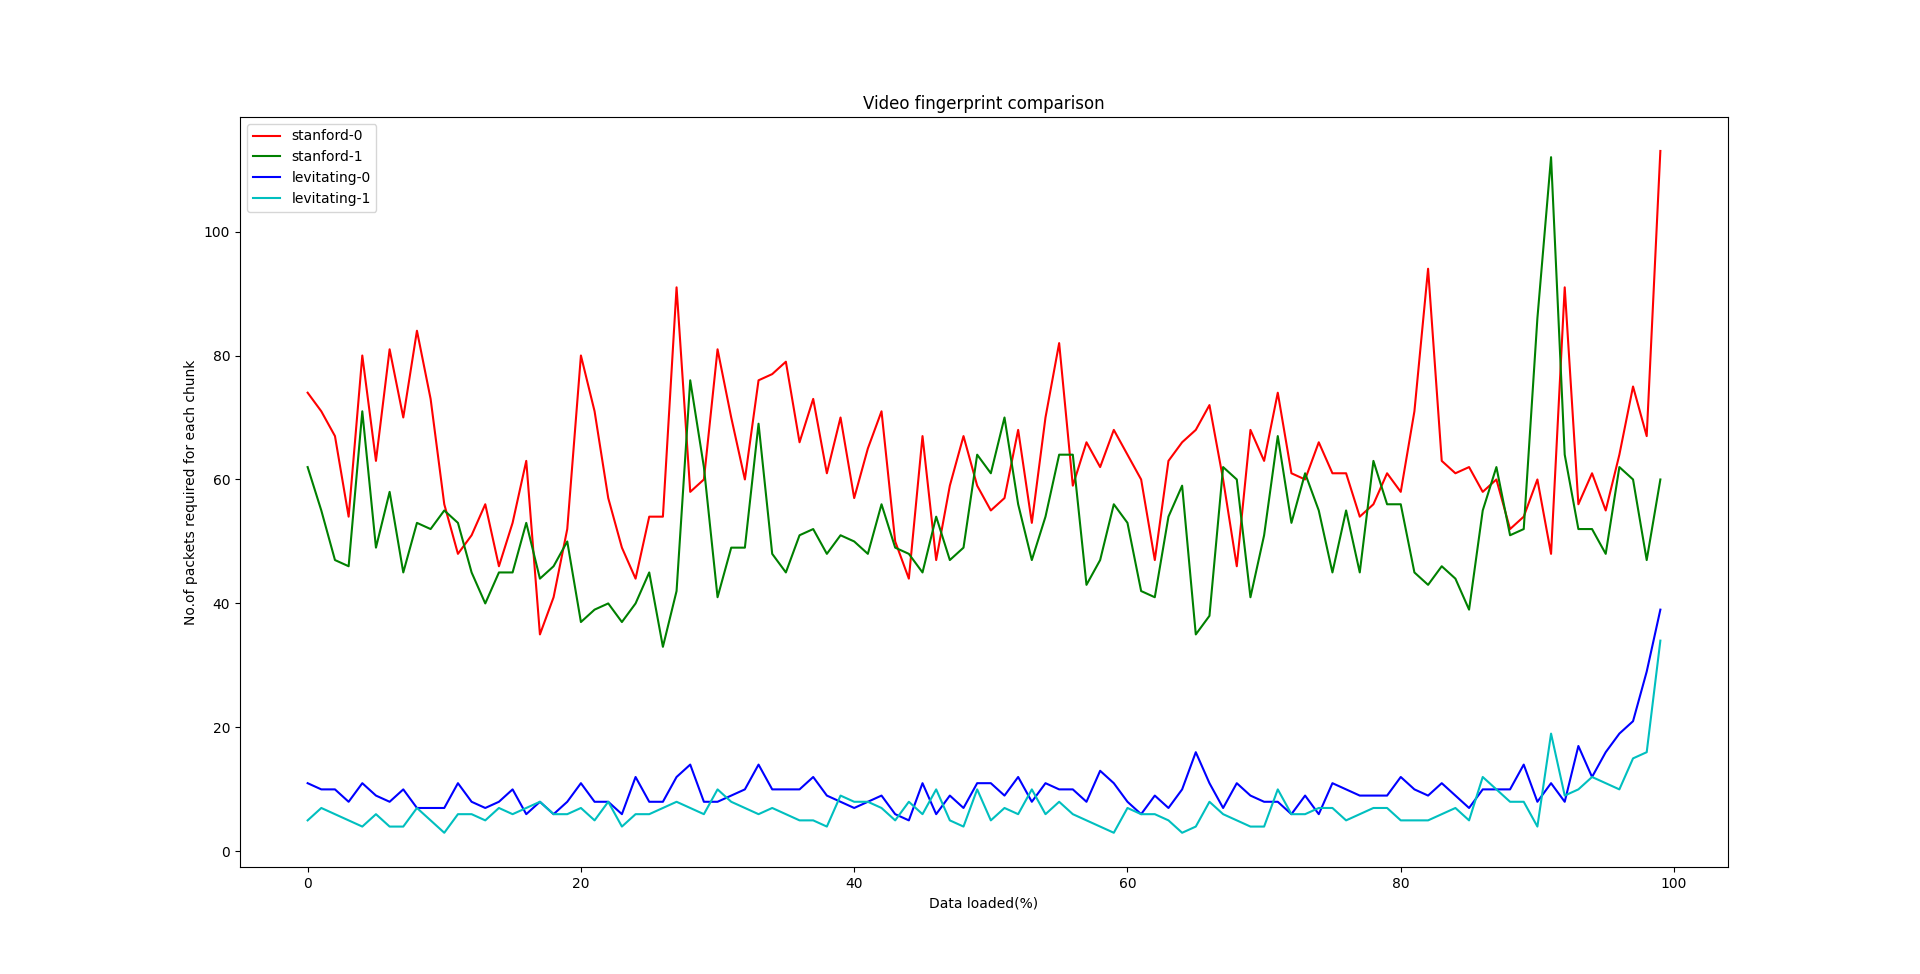 Video fingerprint comparison
stanford-0
stanford-1
levitating-0
levitating-1
No.of packets required for each chunk
100
80
60
40
20
0
0 20 40 60 80 100
Data loaded(%)